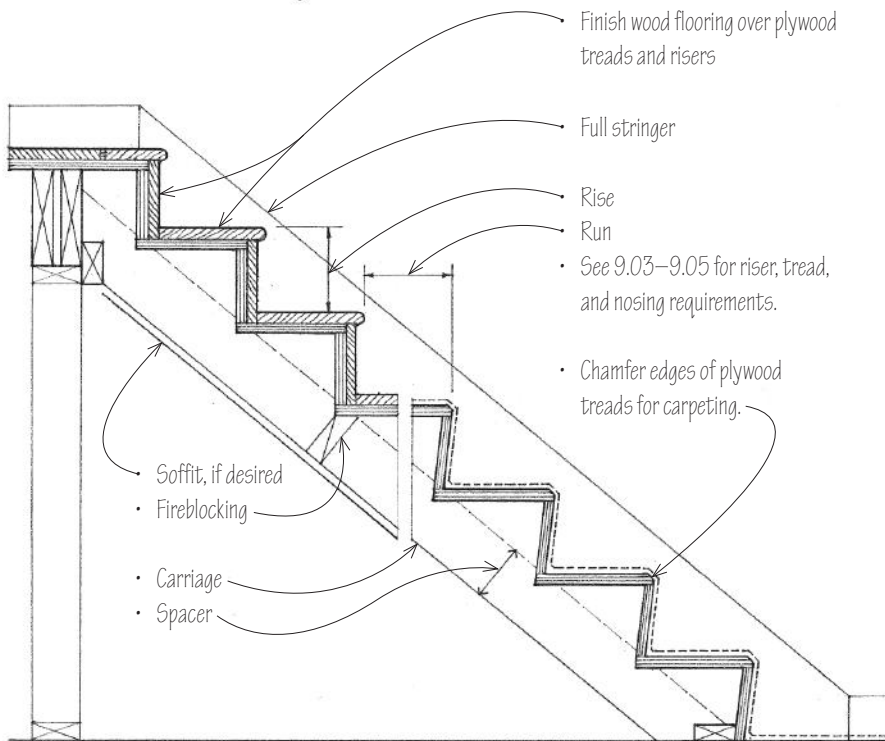 • Finish wood flooring over plywood
treads and risers
• Full stringer
• Rise
• Run
• See 9.03–9.05 for riser, tread,
and nosing requirements.
• Chamfer edges of plywood
treads for carpeting.
• Soffit, if desired
• Fireblocking
• Carriage
• Spacer